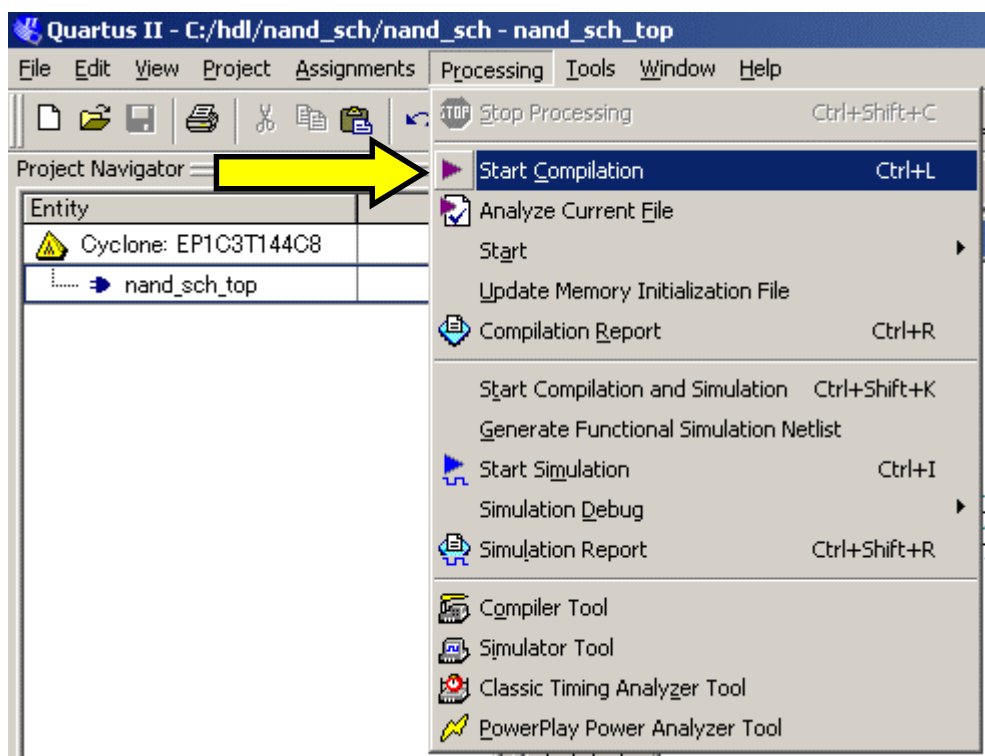 Quartus II - C:/hdl/nand_sch/nand_sch - nand_sch_top
File Edit View Project Assignments Processing Tools Window Help
Stop Processing Ctrl+Shift+C
Project Navigator
Start Compilation Ctrl+L
Entity
Analyze Current File
Cyclone: EP1C3T144C8
Start
nand_sch_top
Update Memory Initialization File
Compilation Report Ctrl+R
Start Compilation and Simulation Ctrl+Shift+K
Generate Functional Simulation Netlist
Start Simulation Ctrl+I
Simulation Debug
Simulation Report Ctrl+Shift+R
Compiler Tool
Simulator Tool
Classic Timing Analyzer Tool
PowerPlay Power Analyzer Tool